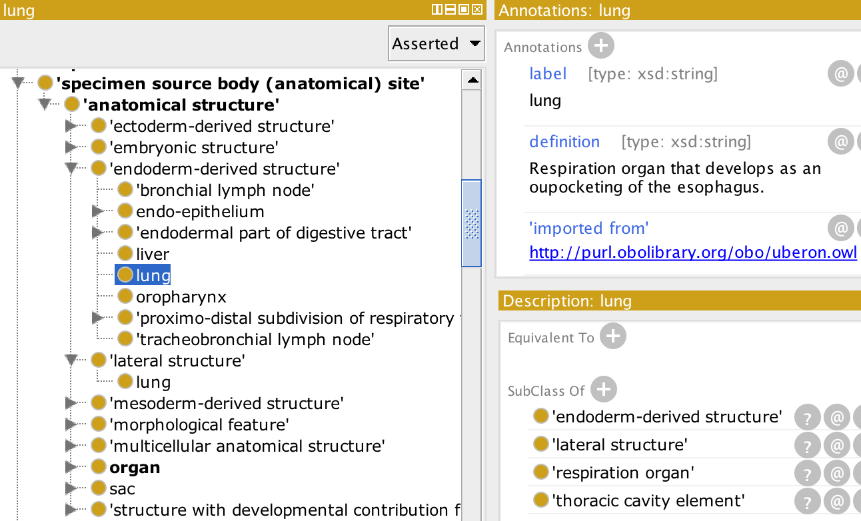 lung
Asserted
'specimen source body (anatomical) site'
'anatomical structure'
'ectoderm-derived structure'
'embryonic structure'
'endoderm-derived structure'
'bronchial lymph node'
endo-epithelium
'endodermal part of digestive tract'
liver
lung
oropharynx
'proximo-distal subdivision of respiratory
'tracheobronchial lymph node'
'lateral structure'
lung
'mesoderm-derived structure'
'morphological feature'
'multicellular anatomical structure'
organ
sac
'structure with developmental contribution f
Annotations: lung
Annotations +
label [type: xsd:string] @
lung
definition [type: xsd:string] @
Respiration organ that develops as an
oupocketing of the esophagus.
'imported from' @
http://purl.obolibrary.org/obo/uberon.owl
Description: lung
Equivalent To +
SubClass Of +
'endoderm-derived structure' ? @
'lateral structure' ? @
'respiration organ' ? @
'thoracic cavity element' ? @